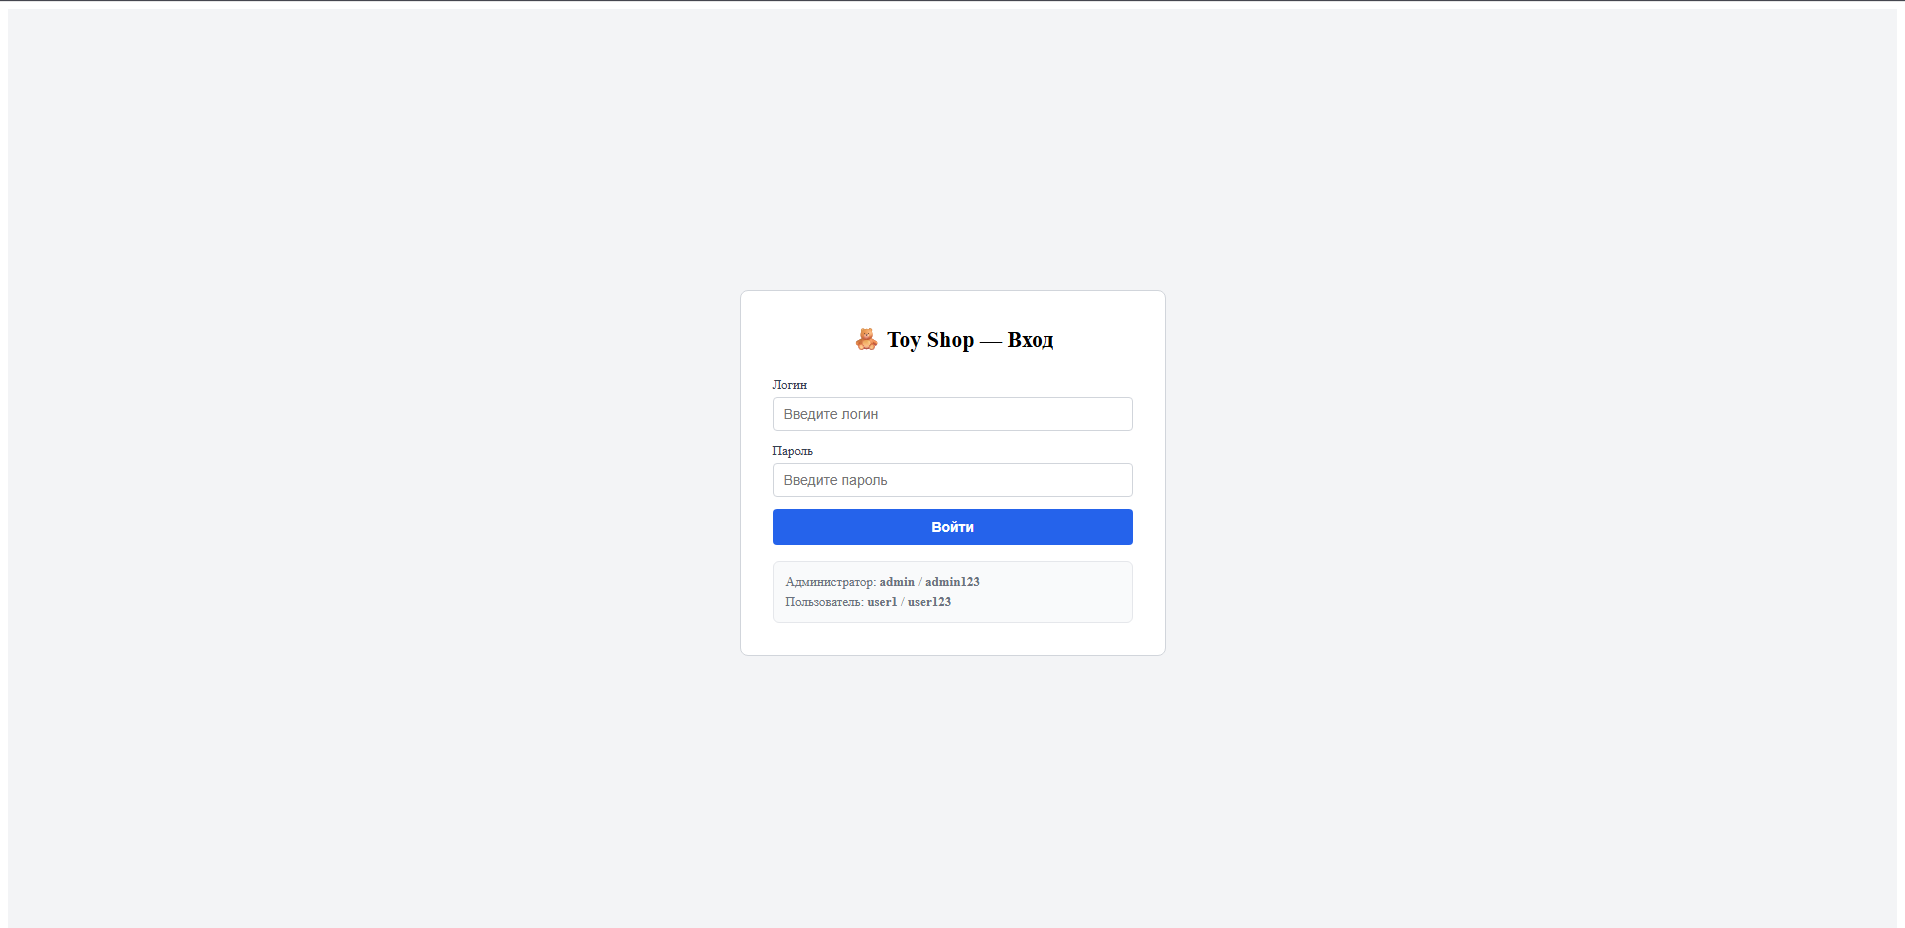 Toy Shop — Вход
Логин
Введите логин
Пароль
Введите пароль
Войти
Администратор: admin / admin123
Пользователь: user1 / user123